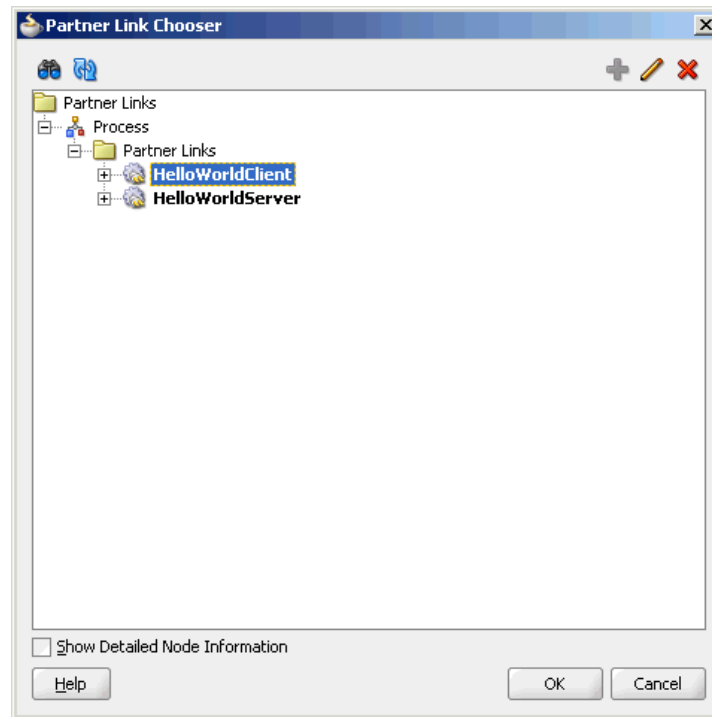 Partner Link Chooser
Partner Links
Process
Partner Links
HelloWorldClient
HelloWorldServer
Show Detailed Node Information
Help OK Cancel